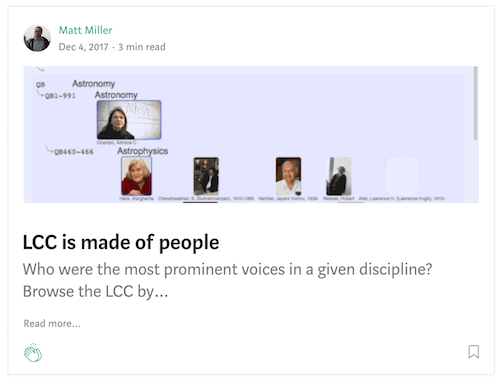 Matt Miller
Dec 4, 2017 · 3 min read
QB Astronomy
QB1-991 Astronomy
Ocampo, Adriana C
QB460-466 Astrophysics
Hack, Margherita Chandrasekhar, S. (Subrahmanyan), 1910-1995 Narlikar, Jayant Vishnu, 1938- Reeves, Hubert Aller, Lawrence H. (Lawrence Hugh), 1913-
LCC is made of people
Who were the most prominent voices in a given discipline?
Browse the LCC by…
Read more…